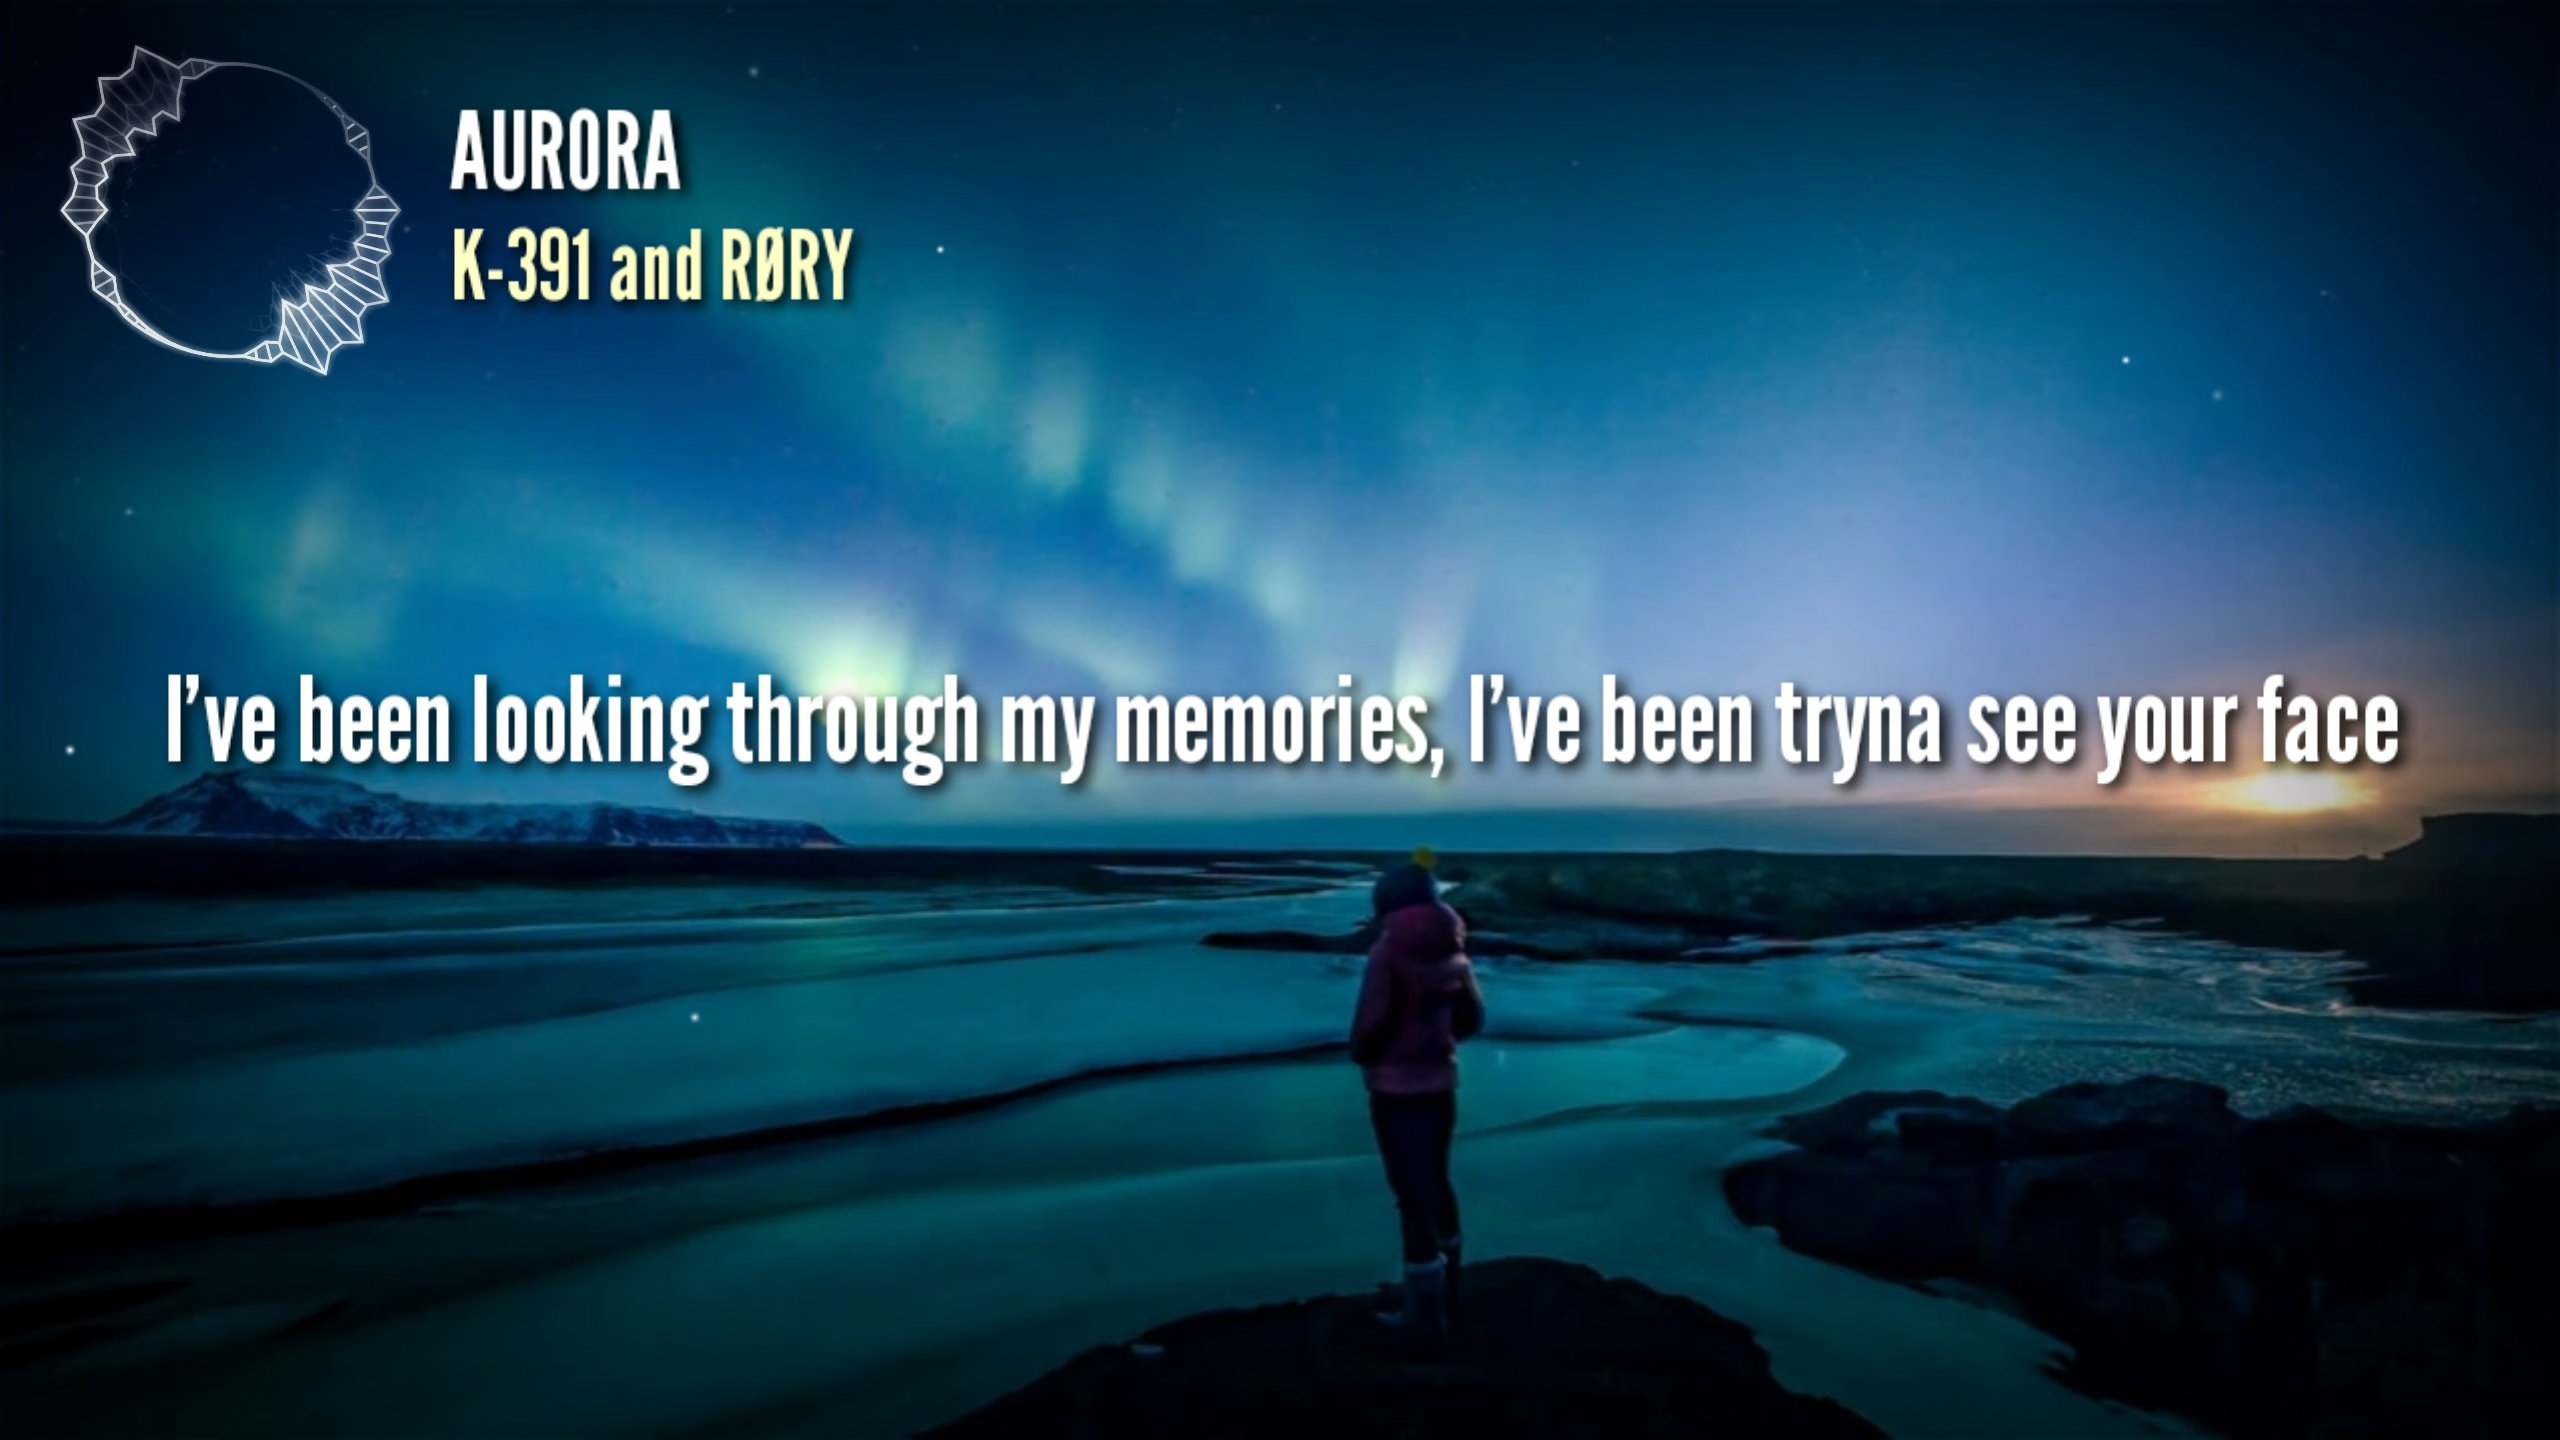 AURORA
K-391 and RØRY
I've been looking through my memories, I've been tryna see your face